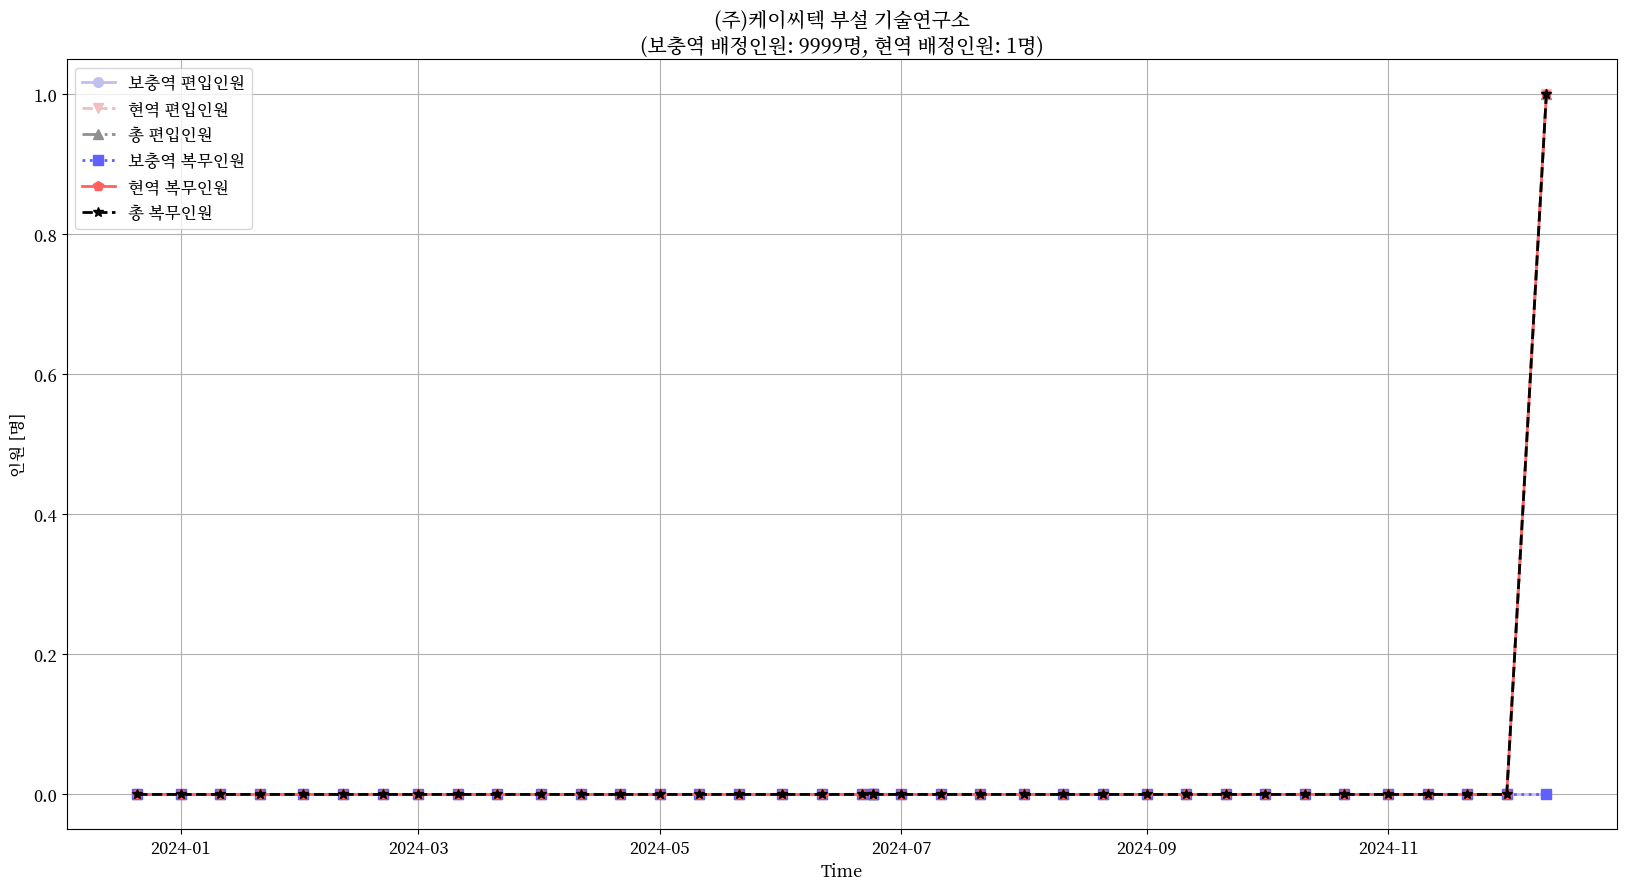 (주)케이씨텍 부설 기술연구소
(보충역 배정인원: 9999명, 현역 배정인원: 1명)
보충역 편입인원
현역 편입인원
총 편입인원
보충역 복무인원
현역 복무인원
총 복무인원
1.0
0.8
0.6
0.4
0.2
0.0
인원 [명]
2024-01
2024-03
2024-05
2024-07
2024-09
2024-11
Time